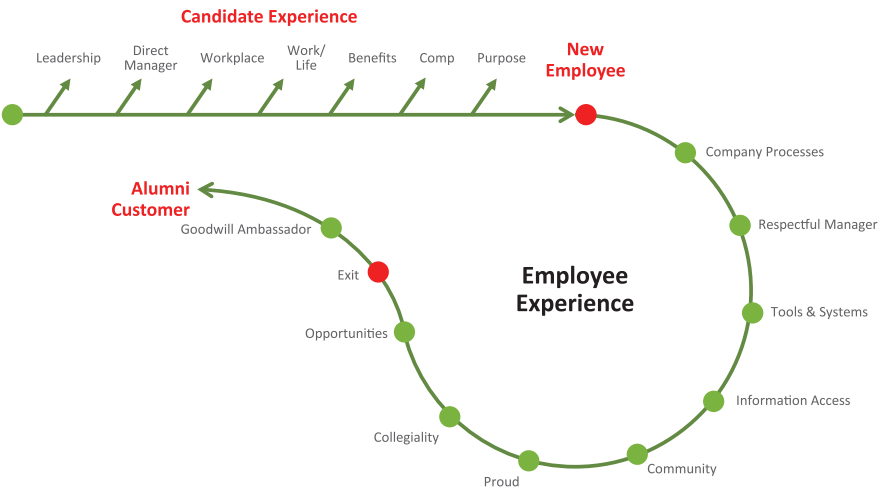 Candidate Experience
Leadership
Direct
Manager
Workplace
Work/
Life
Benefits
Comp
Purpose
New
Employee
Company Processes
Alumni
Customer
Goodwill Ambassador
Respectful Manager
Exit
Employee
Experience
Tools & Systems
Opportunities
Information Access
Collegiality
Community
Proud